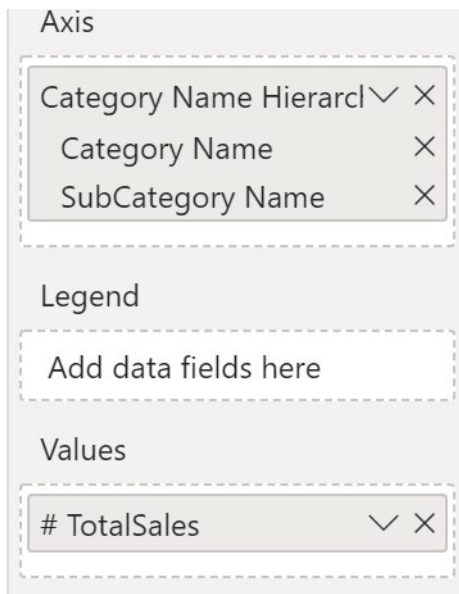 Axis
Category Name Hierarcl
Category Name
SubCategory Name
Legend
Add data fields here
Values
# TotalSales